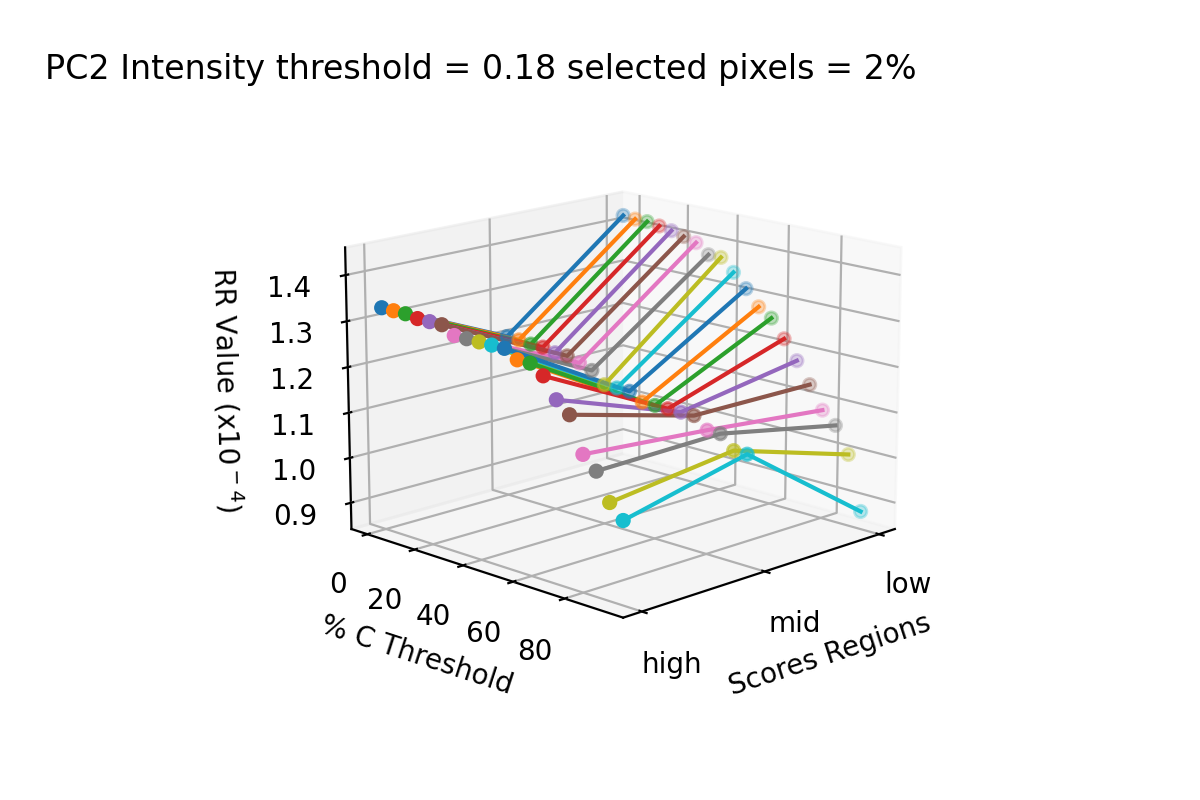 PC2 Intensity threshold = 0.18 selected pixels = 2%
RR Value (x10⁻⁴)
1.4
1.3
1.2
1.1
1.0
0.9
0
20
40
60
80
% C Threshold
high
mid
low
Scores Regions